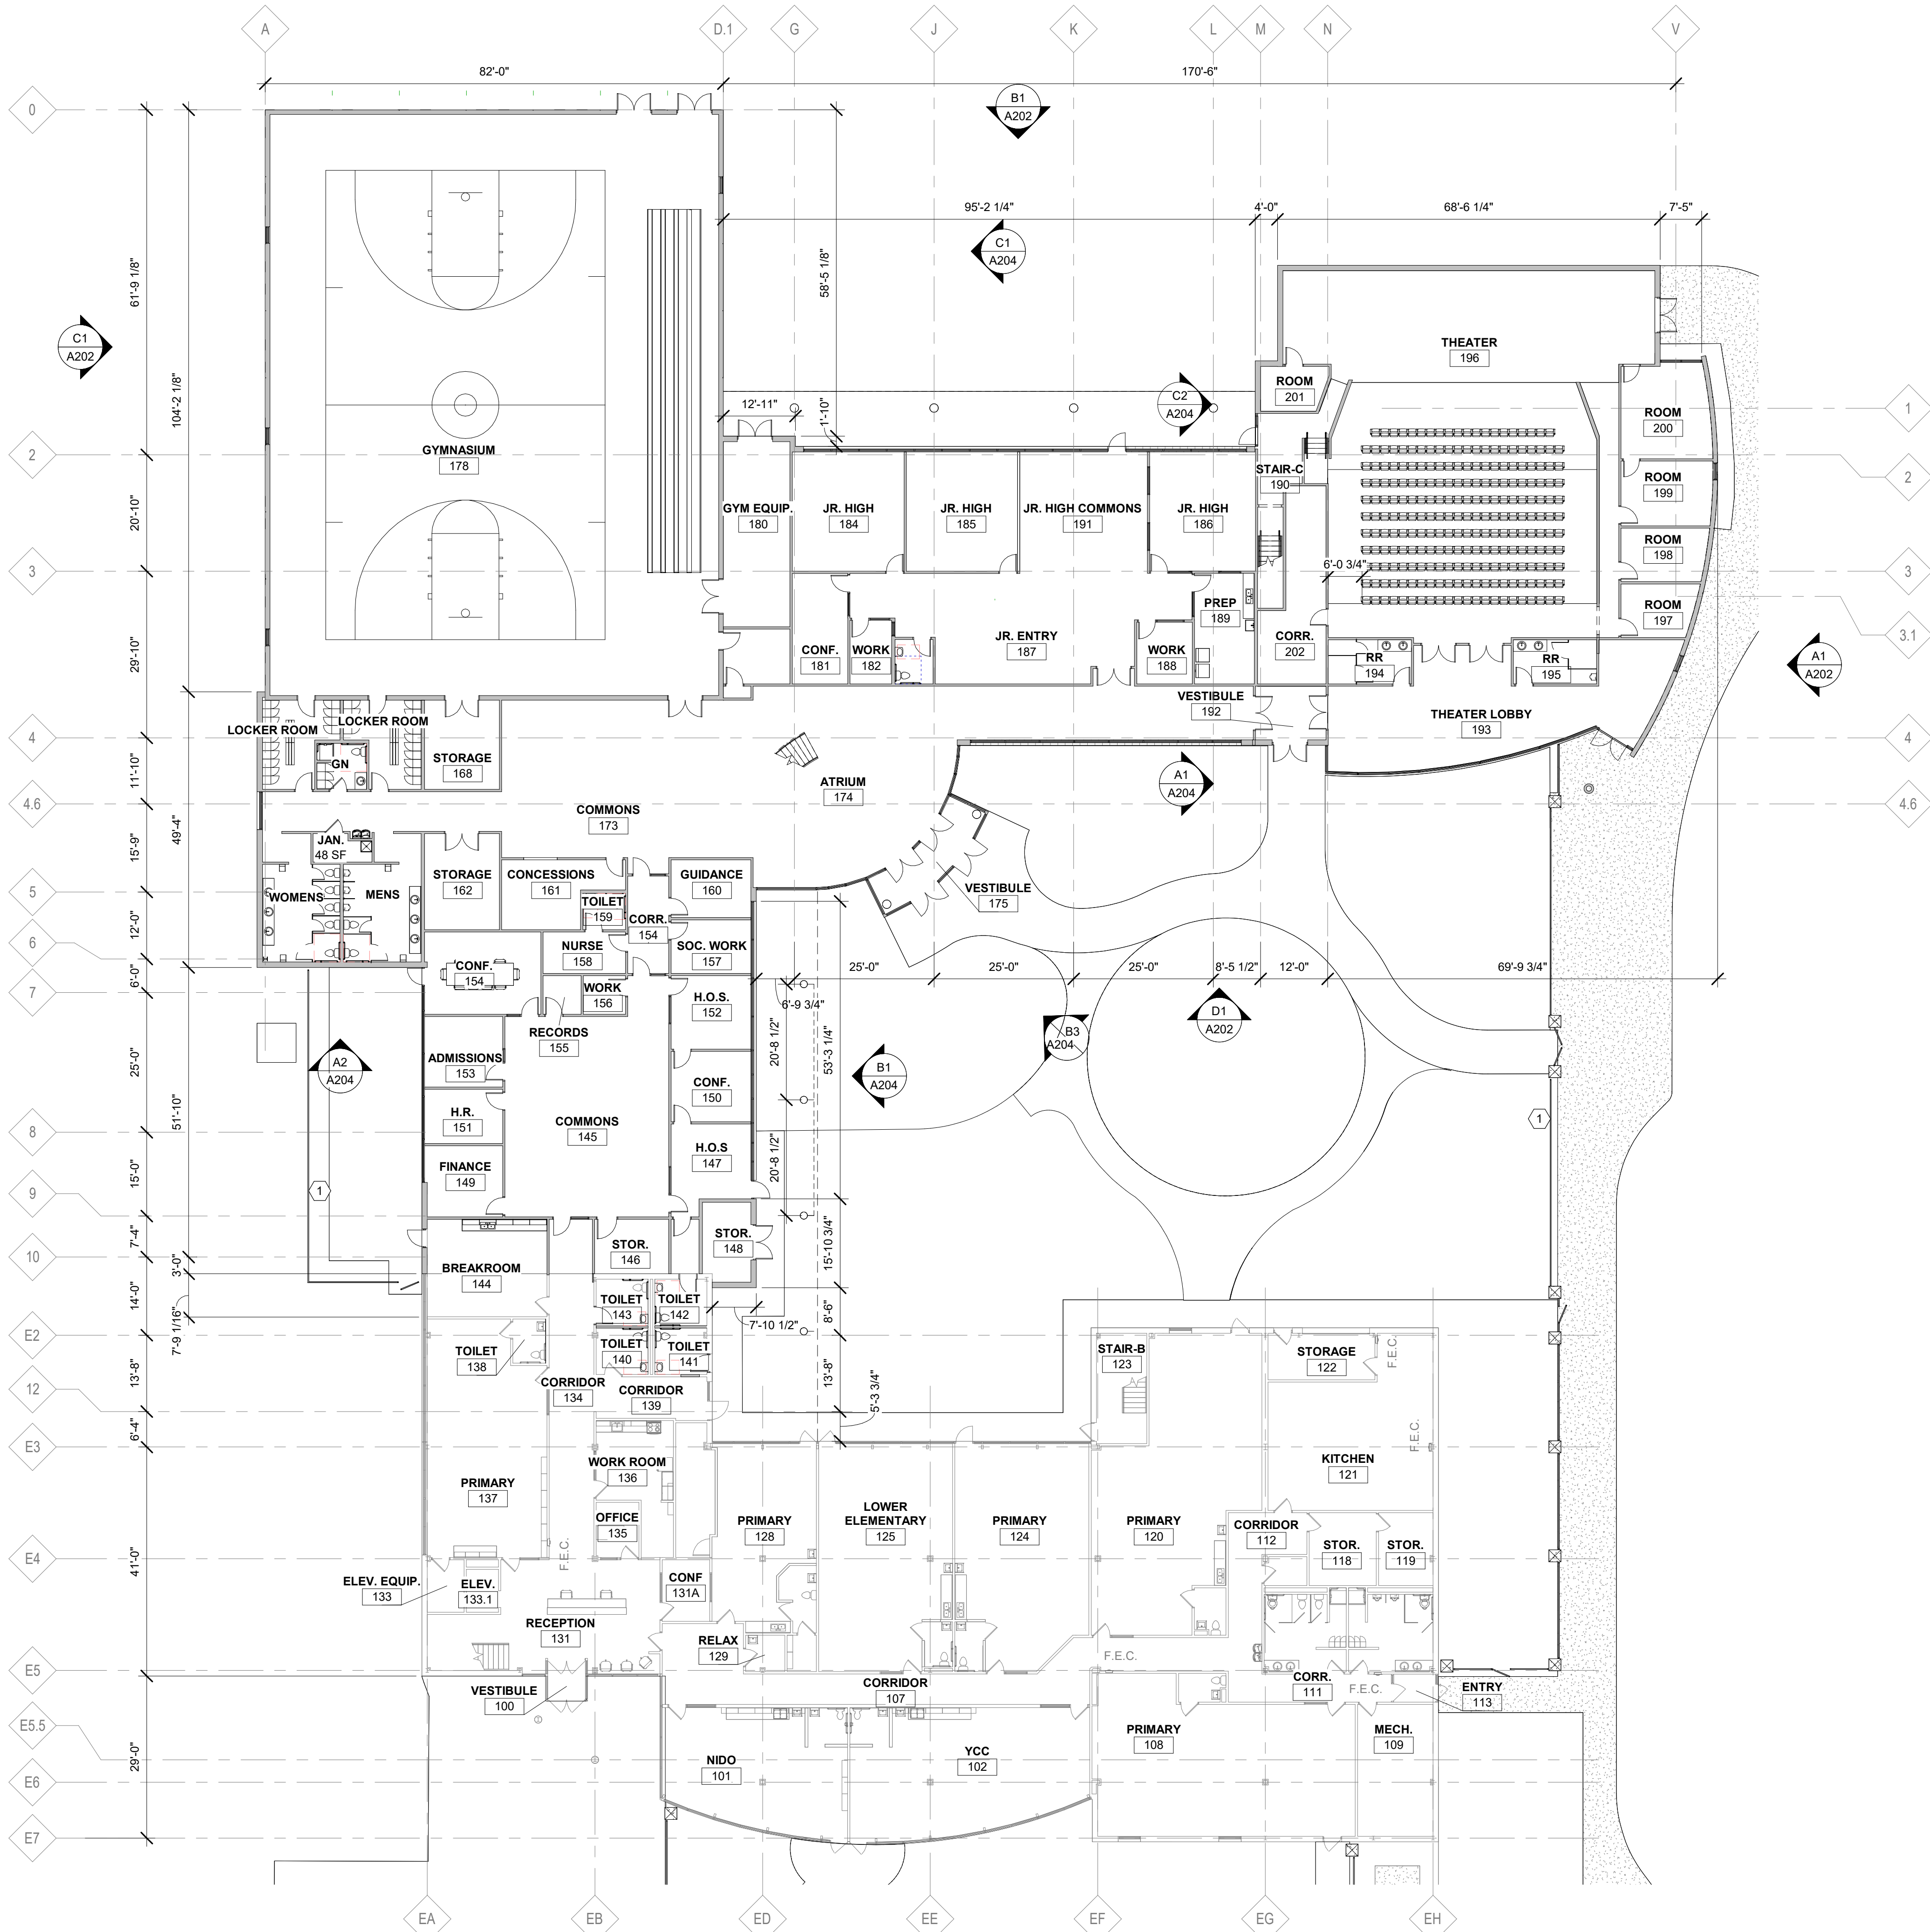 A
D.1
G
J
K
L
M
N
V
82'-0"
170'-6"
0
B1
A202
95'-2 1/4"
4'-0"
68'-6 1/4"
7'-5"
C1
A204
61'-9 1/8"
58'-5 1/8"
C1
A202
104'-2 1/8"
THEATER
196
ROOM
201
C2
A204
12'-11"
1'-10"
1
ROOM
200
GYMNASIUM
178
2
STAIR-C
190
2
ROOM
199
GYM EQUIP.
180
JR. HIGH
184
JR. HIGH
185
JR. HIGH COMMONS
191
JR. HIGH
186
20'-10"
ROOM
198
3
6'-0 3/4"
3
PREP
189
ROOM
197
JR. ENTRY
187
3.1
CONF.
181
WORK
182
WORK
188
CORR.
202
RR
194
RR
195
29'-10"
A1
A202
VESTIBULE
192
THEATER LOBBY
193
LOCKER ROOM
LOCKER ROOM
4
4
GN
STORAGE
168
ATRIUM
174
A1
A204
11'-10"
4.6
4.6
COMMONS
173
49'-4"
JAN.
48 SF
15'-9"
STORAGE
162
CONCESSIONS
161
GUIDANCE
160
5
WOMENS
MENS
TOILET
159
VESTIBULE
175
12'-0"
CORR.
154
6
NURSE
158
SOC. WORK
157
CONF.
154
25'-0"
25'-0"
25'-0"
8'-5 1/2"
12'-0"
69'-9 3/4"
6'-0"
7
WORK
156
H.O.S.
152
6'-9 3/4"
D1
A202
RECORDS
155
B3
A204
20'-8 1/2"
53'-3 1/4"
25'-0"
A2
A204
ADMISSIONS
153
CONF.
150
B1
A204
51'-10"
H.R.
151
COMMONS
145
1
8
H.O.S
147
20'-8 1/2"
FINANCE
149
15'-0"
1
9
STOR.
148
7'-4"
STOR.
146
15'-10 3/4"
10
BREAKROOM
144
3'-0"
14'-0"
TOILET
143
TOILET
142
8'-6"
7'-10 1/2"
7'-9 1/16"
E2
TOILET
138
TOILET
140
TOILET
141
STAIR-B
123
STORAGE
122
F.E.C.
13'-8"
13'-8"
12
CORRIDOR
134
CORRIDOR
139
5'-3 3/4"
6'-4"
F.E.C.
E3
WORK ROOM
136
KITCHEN
121
PRIMARY
137
LOWER
ELEMENTARY
125
OFFICE
135
PRIMARY
128
PRIMARY
124
PRIMARY
120
CORRIDOR
112
F.E.C.
E4
STOR.
118
STOR.
119
41'-0"
ELEV. EQUIP.
133
ELEV.
133.1
CONF
131A
RECEPTION
131
RELAX
129
F.E.C.
E5
CORRIDOR
107
CORR.
111
F.E.C.
ENTRY
113
VESTIBULE
100
E5.5
PRIMARY
108
MECH.
109
29'-0"
NIDO
101
YCC
102
E6
E7
EA
EB
ED
EE
EF
EG
EH